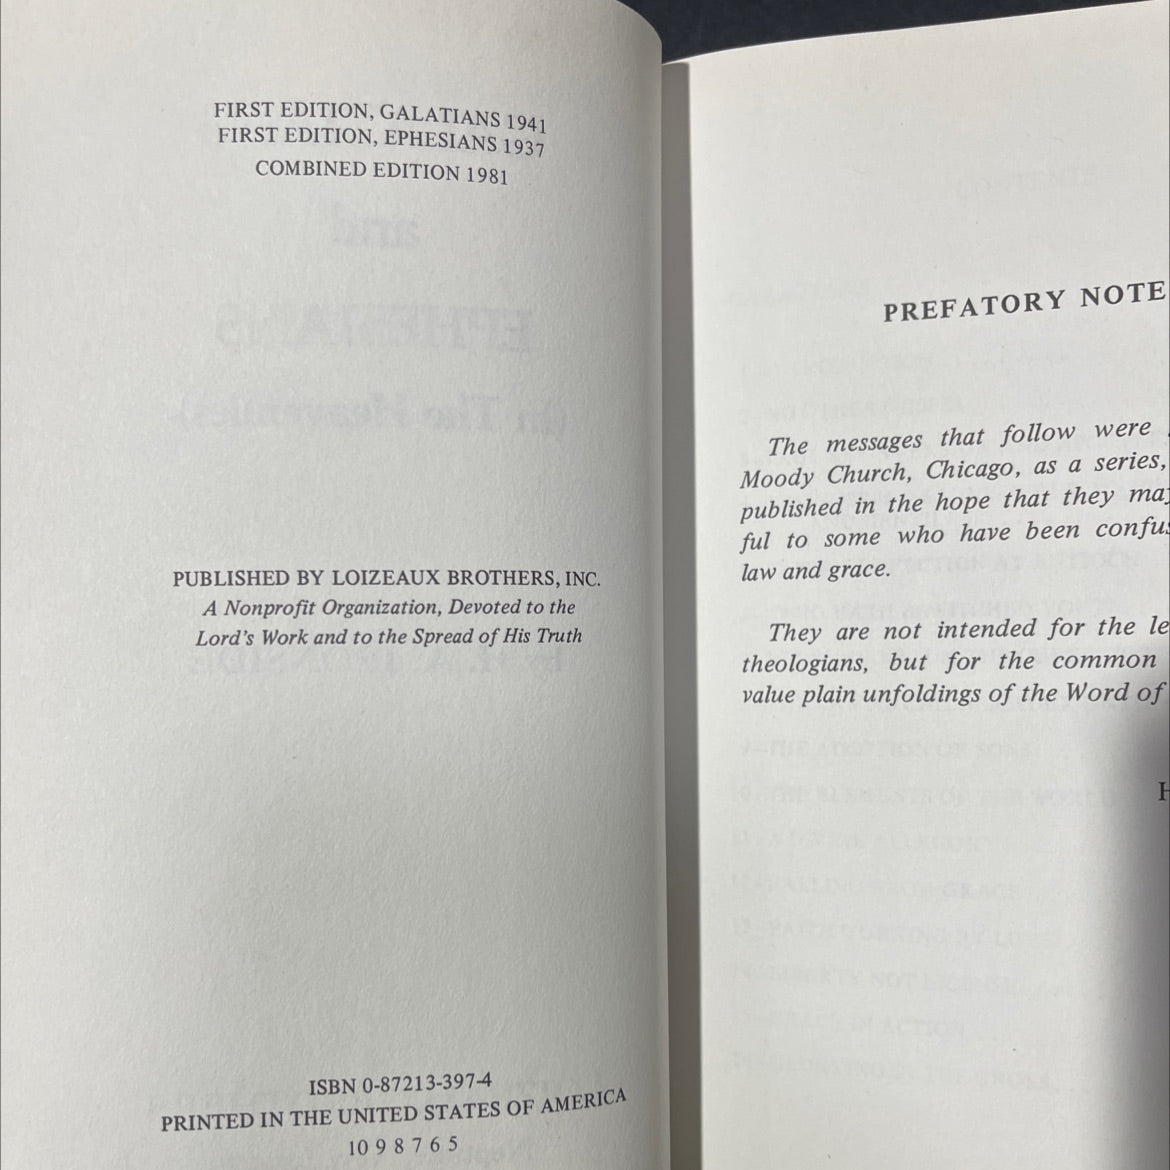 FIRST EDITION, GALATIANS 1941
FIRST EDITION, EPHESIANS 1937
COMBINED EDITION 1981
PUBLISHED BY LOIZEAUX BROTHERS, INC.
A Nonprofit Organization, Devoted to the
Lord's Work and to the Spread of His Truth
ISBN 0-87213-397-4
PRINTED IN THE UNITED STATES OF AMERICA
10 9 8 7 6 5
PREFATORY NOTE
The messages that follow were
Moody Church, Chicago, as a series,
published in the hope that they may
ful to some who have been confus
law and grace.
They are not intended for the le
theologians, but for the common
value plain unfoldings of the Word of
H